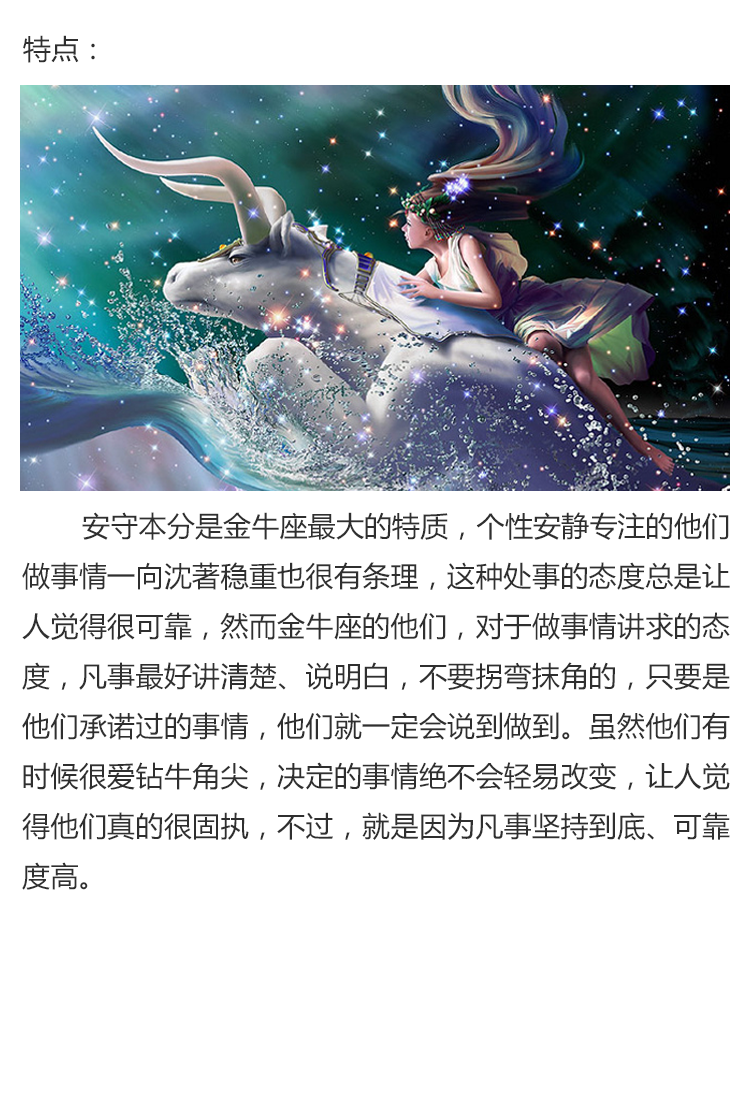 特点：
安守本分是金牛座最大的特质，个性安静专注的他们
做事情一向沈著稳重也很有条理，这种处事的态度总是让
人觉得很可靠，然而金牛座的他们，对于做事情讲求的态
度，凡事最好讲清楚、说明白，不要拐弯抹角的，只要是
他们承诺过的事情，他们就一定会说到做到。虽然他们有
时候很爱钻牛角尖，决定的事情绝不会轻易改变，让人觉
得他们真的很固执，不过，就是因为凡事坚持到底、可靠
度高。